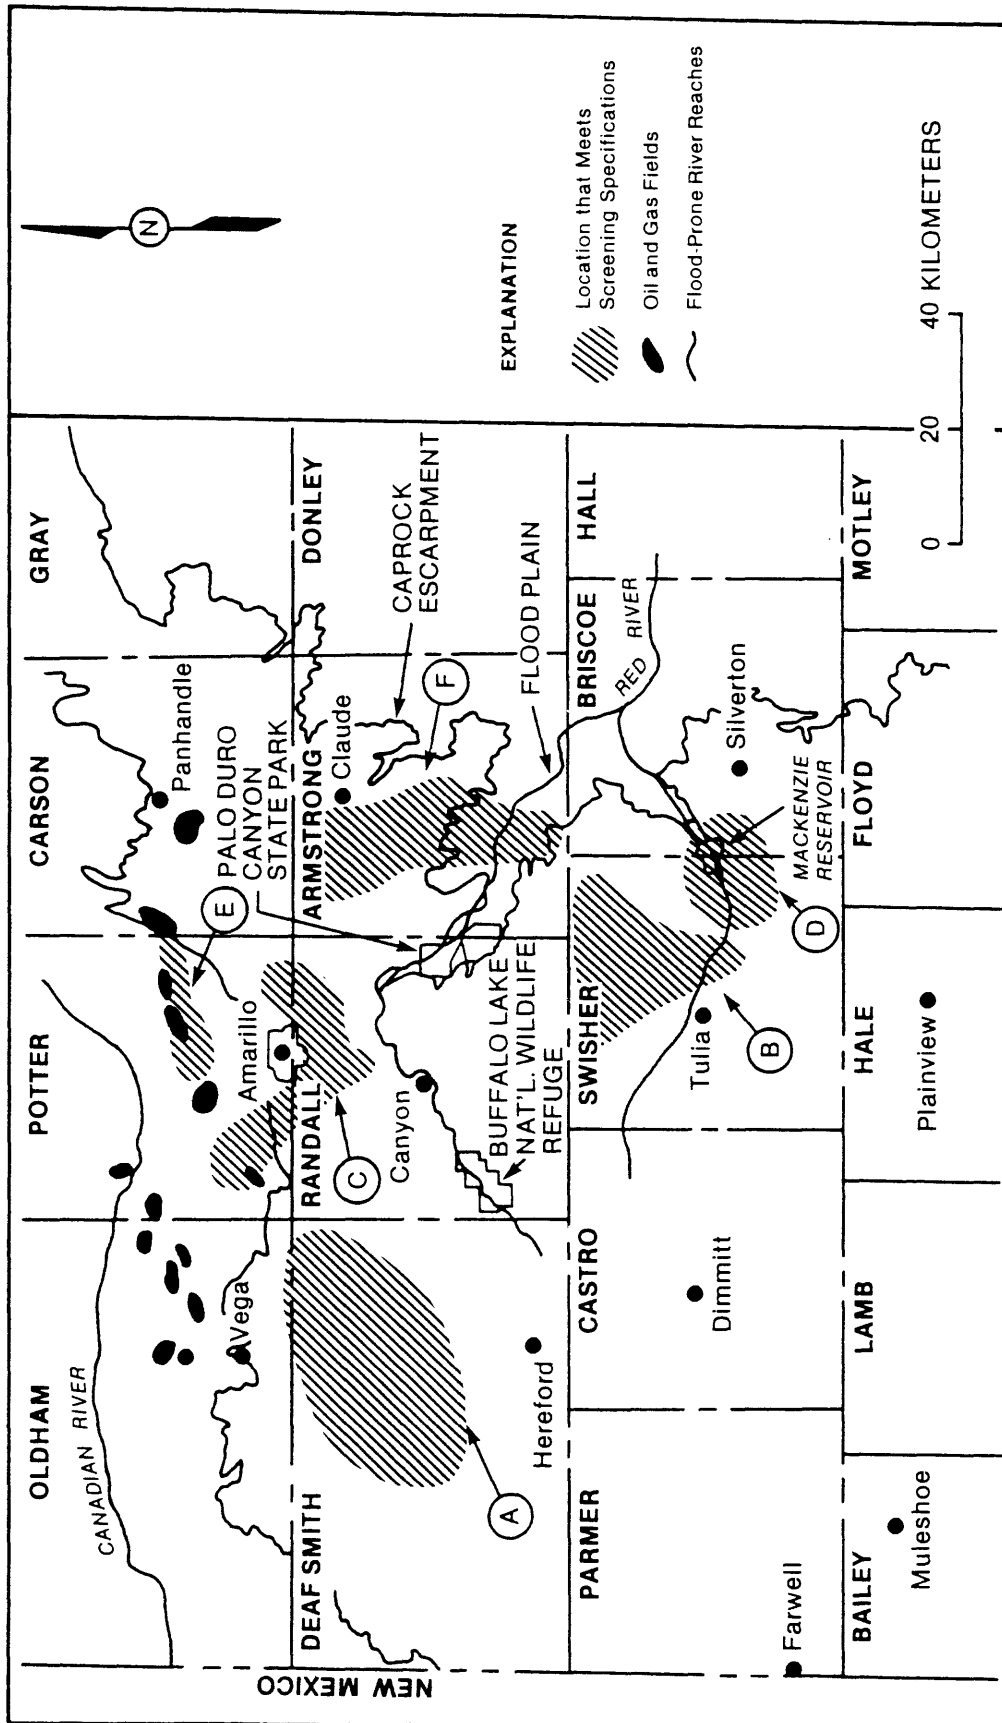 OLDHAM
POTTER
CARSON
GRAY
CANADIAN RIVER
Vega
Amarillo
Panhandle
E
PALO DURO
CANYON
STATE PARK
N
NEW MEXICO
DEAF SMITH
RANDALL
ARMSTRONG
DONLEY
Claude
CAPROCK
ESCARPMENT
F
C
Canyon
A
Hereford
BUFFALO LAKE
NAT'L. WILDLIFE
REFUGE
FLOOD PLAIN
EXPLANATION
Location that Meets
Screening Specifications
Oil and Gas Fields
Flood-Prone River Reaches
PARMER
CASTRO
SWISHER
BRISCOE
HALL
RED RIVER
Farwell
Dimmitt
Tulia
B
D
MACKENZIE
RESERVOIR
Silverton
BAILEY
LAMB
HALE
FLOYD
MOTLEY
Muleshoe
Plainview
0 20 40 KILOMETERS